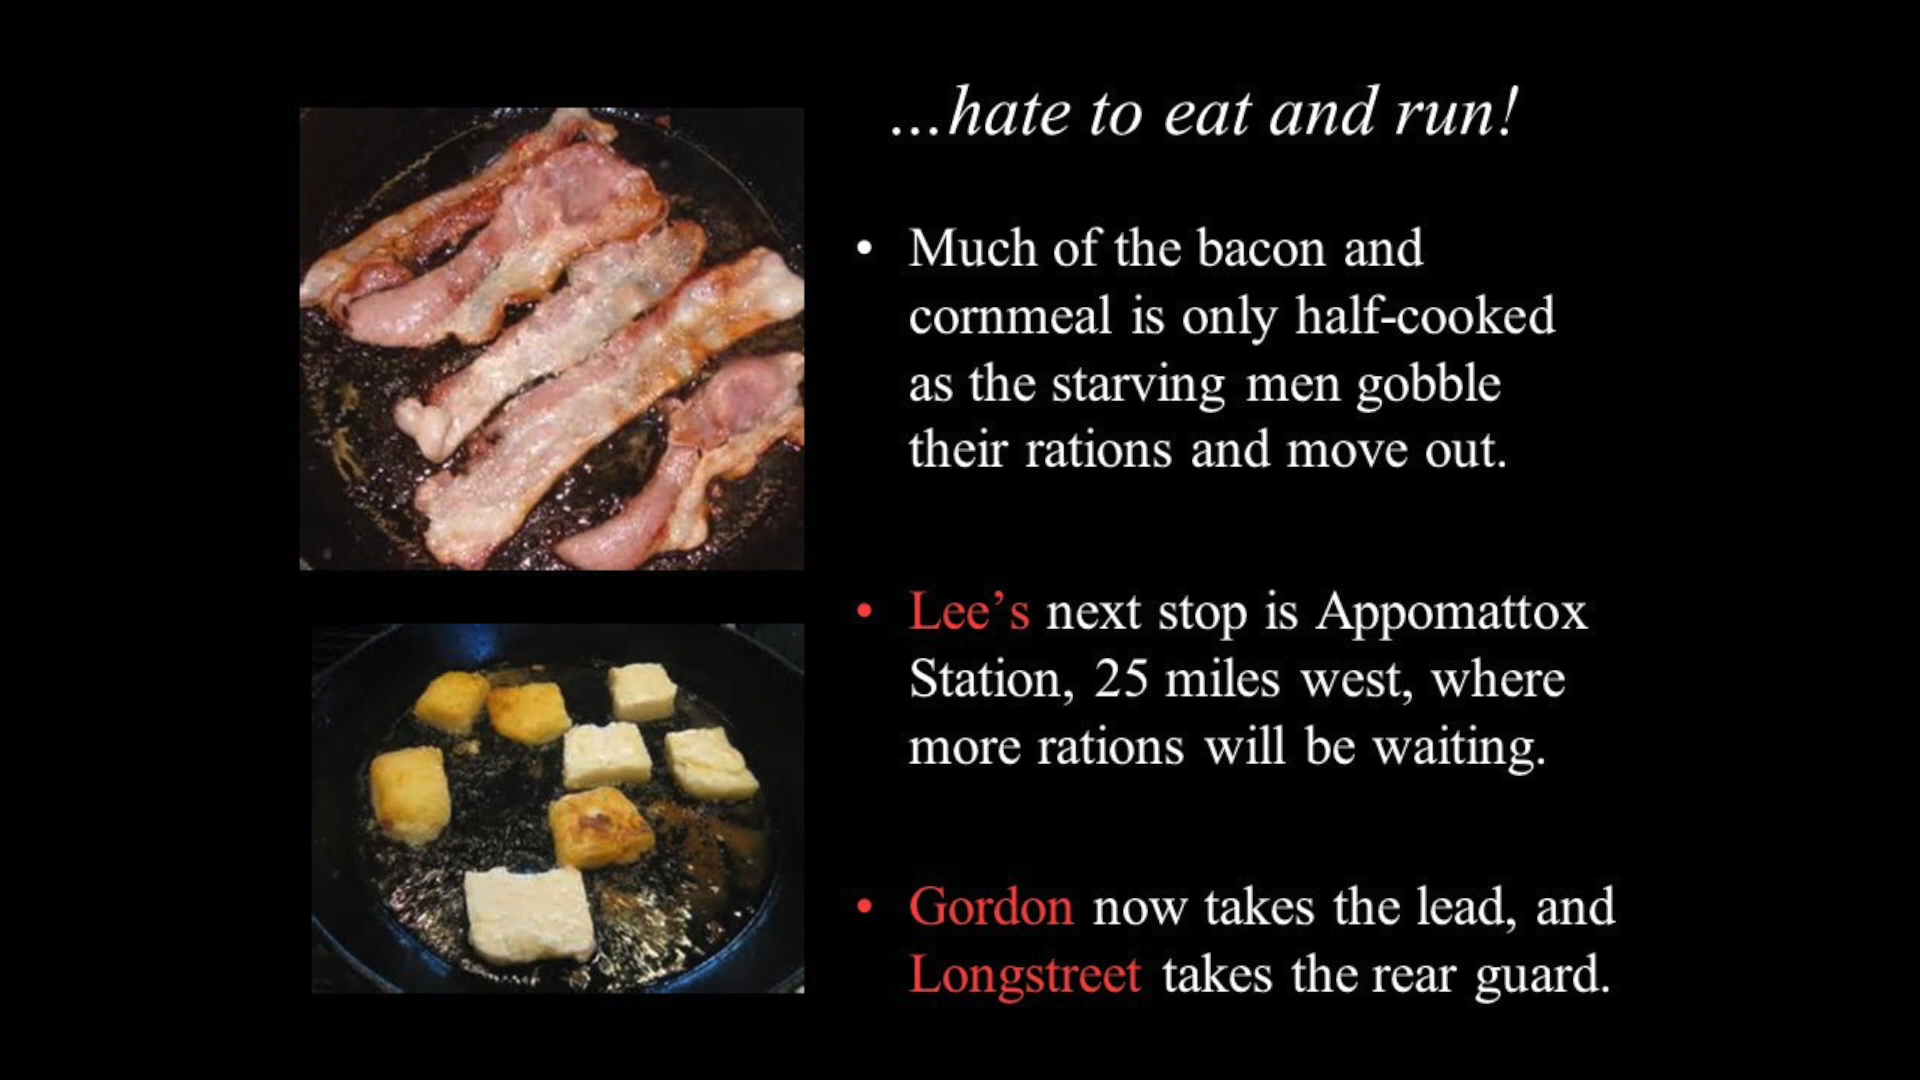 ...hate to eat and run!
• Much of the bacon and
cornmeal is only half-cooked
as the starving men gobble
their rations and move out.
• Lee’s next stop is Appomattox
Station, 25 miles west, where
more rations will be waiting.
• Gordon now takes the lead, and
Longstreet takes the rear guard.